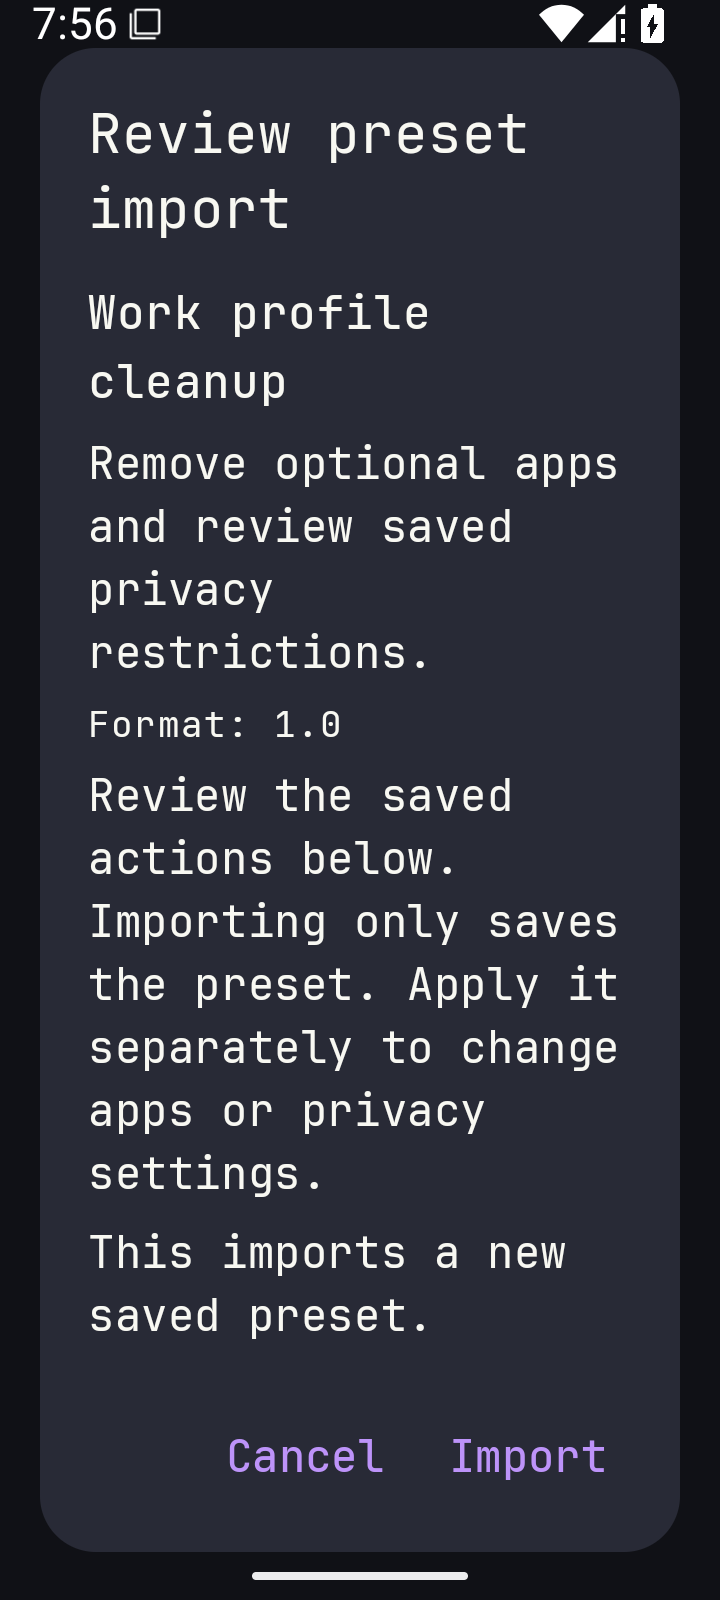 7:56
Review preset
import
Work profile
cleanup
Remove optional apps
and review saved
privacy
restrictions.
Format: 1.0
Review the saved
actions below.
Importing only saves
the preset. Apply it
separately to change
apps or privacy
settings.
This imports a new
saved preset.
Cancel Import